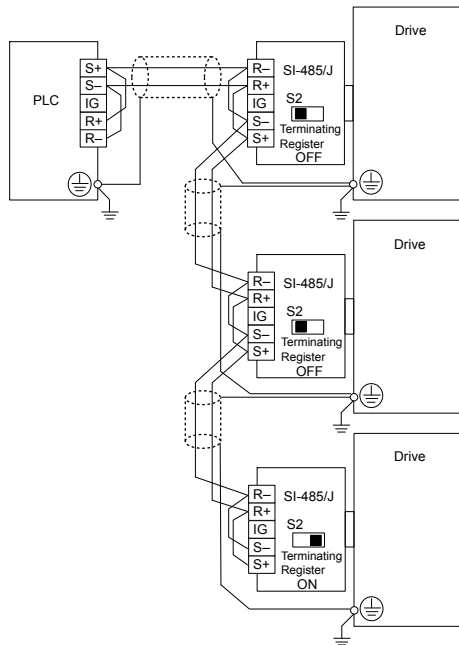 PLC
S+
S–
IG
R+
R–
R–
R+
IG
S–
S+
SI-485/J
S2
Terminating
Register
OFF
Drive
R–
R+
IG
S–
S+
SI-485/J
S2
Terminating
Register
OFF
Drive
R–
R+
IG
S–
S+
SI-485/J
S2
Terminating
Register
ON
Drive